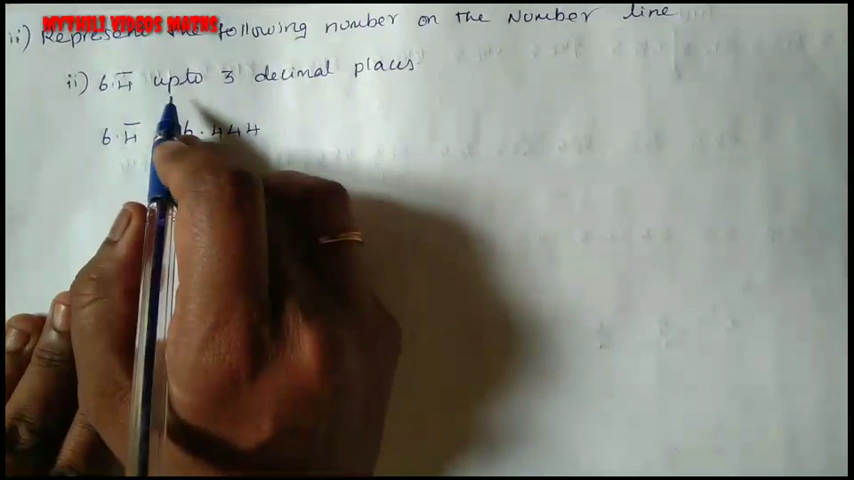 MYTHILI VIDEOS MATHS
ii) Represent the following number on the Number line
ii) 6.4̅ upto 3 decimal places
6.4̅ 6.444